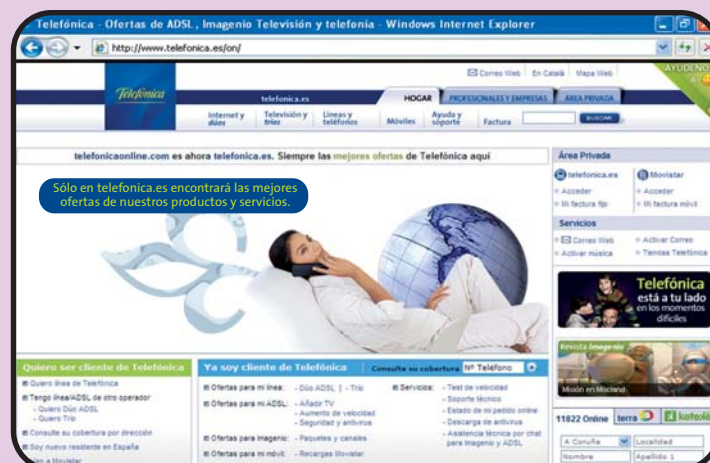 Telefónica - Ofertas de ADSL, Imagenio Televisión y telefonía - Windows Internet Explorer
http://www.telefonica.es/on/
Correo Web En Català Mapa Web
AYÚDENOS
A
Telefónica
telefonica.es
HOGAR PROFESIONALES Y EMPRESAS ÁREA PRIVADA
Internet y dúos
Televisión y tríos
Líneas y teléfonos
Móviles
Ayuda y soporte
Factura
BUSCAR
telefonicaonline.com es ahora telefonica.es. Siempre las mejores ofertas de Telefónica aquí
Sólo en telefonica.es encontrará las mejores
ofertas de nuestros productos y servicios.
Área Privada
telefonica.es
Acceder
Mi factura fijo
Movistar
Acceder
Mi factura móvil
Servicios
Correo Web
Activar Correo
Activar música
Tiendas Telefónica
Telefónica
está a tu lado
en los momentos
difíciles
Revista Imagenio
Misión en Mocland
11822 Online terra kotelo
A Coruña Localidad
Nombre Apellido 1
Quiero ser cliente de Telefónica
Quiero línea de Telefónica
Tengo línea/ADSL de otro operador
- Quiero Dúo ADSL
- Quiero Trío
Consulte su cobertura por dirección
Soy nuevo residente en España
Ya soy cliente de Telefónica
Consulte su cobertura Nº Teléfono
Ofertas para mi línea: - Dúo ADSL | - Trío
Ofertas para mi ADSL: - Añadir TV
- Aumento de velocidad
- Seguridad y antivirus
Ofertas para Imagenio: - Paquetes y canales
Ofertas para mi móvil: - Recargas Movistar
Servicios: - Test de velocidad
- Soporte técnico
- Estado de mi pedido online
- Descarga de antivirus
- Asistencia técnica por chat
para Imagenio y ADSL